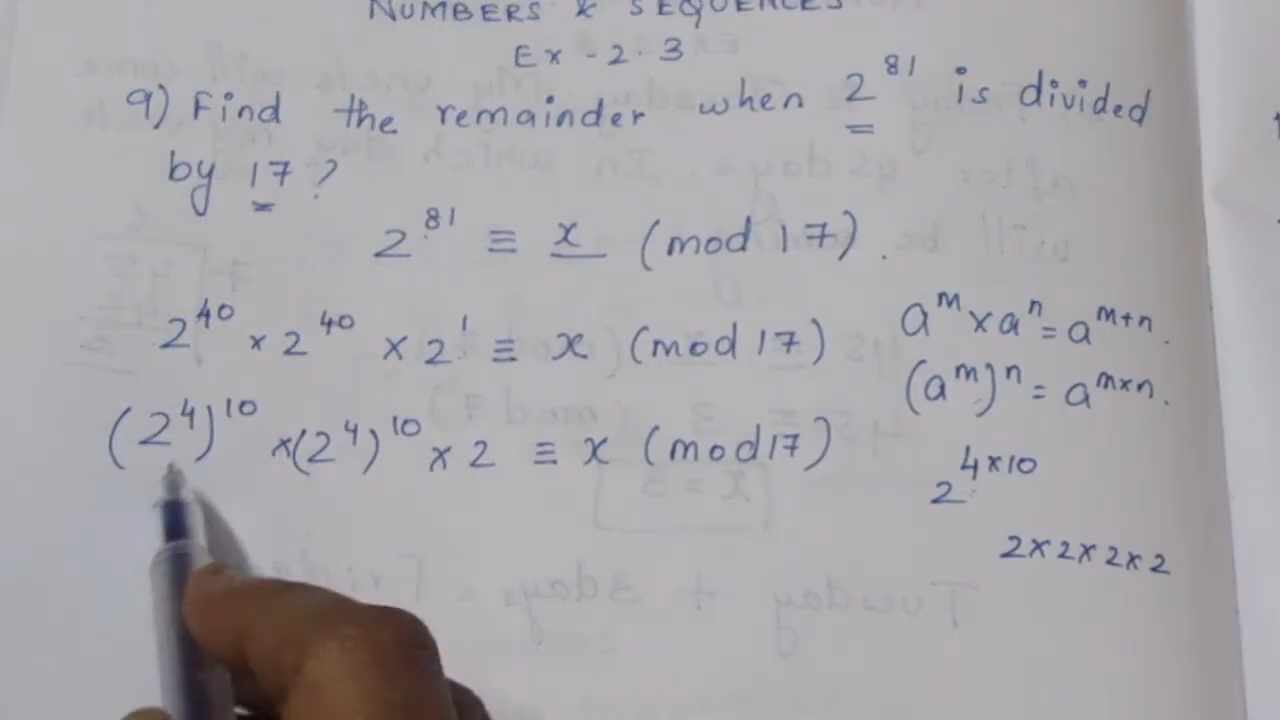 NUMBERS & SEQUENCES
Ex - 2.3
9) Find the remainder when 2^81 is divided
by 17?
2^81 ≡ x (mod 17).
2^40 × 2^40 × 2^1 ≡ x (mod 17)
a^m × a^n = a^m+n.
(a^m)^n = a^m×n.
(2^4)^10 × (2^4)^10 × 2 ≡ x (mod 17)
2^4×10
2×2×2×2